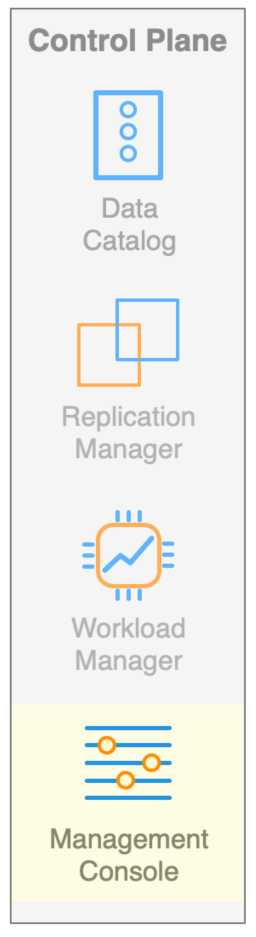 Control Plane
Data
Catalog
Replication
Manager
Workload
Manager
Management
Console